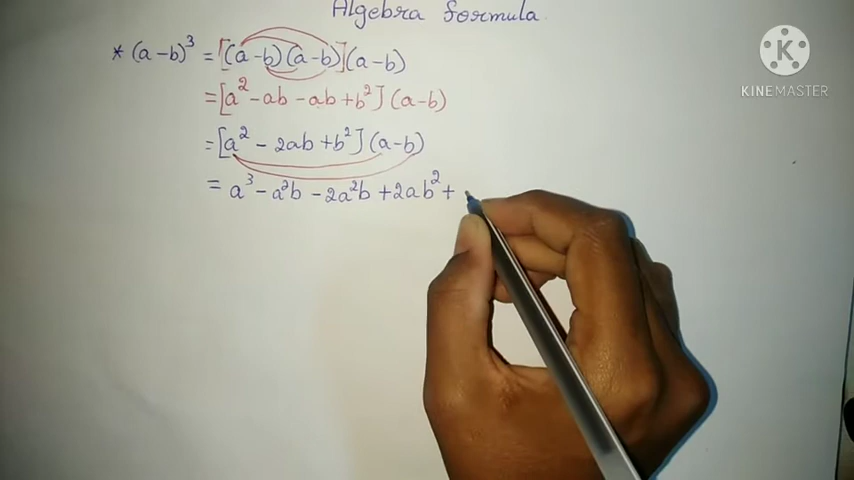 Algebra formula.
* (a-b)³ = [(a-b)(a-b)](a-b)
= [a² - ab - ab + b²](a-b)
= [a² - 2ab + b²](a-b)
= a³ - a²b - 2a²b + 2ab² +
K
KINEMASTER